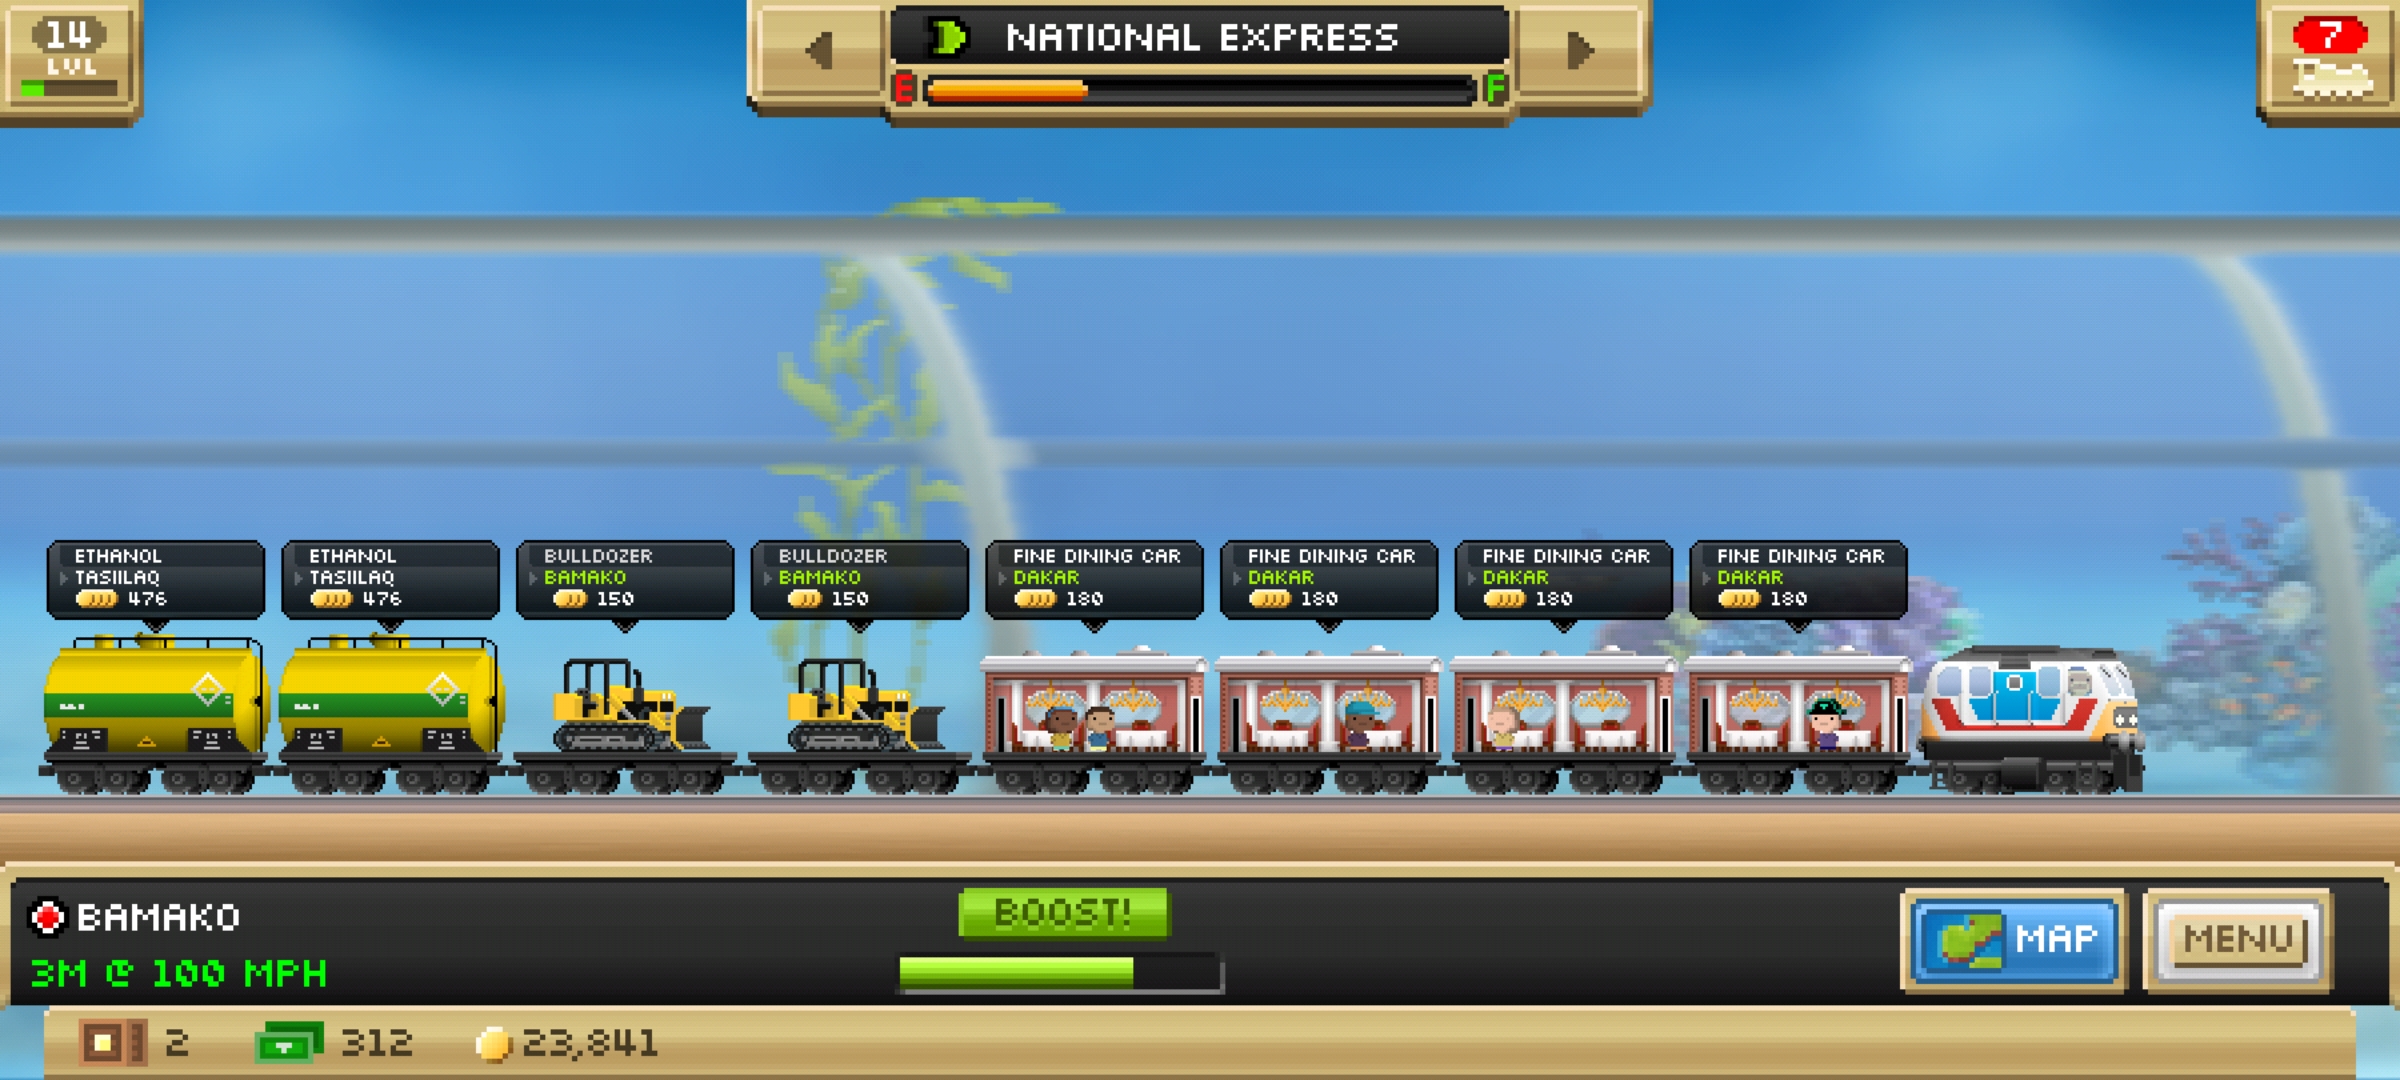 14
LVL
NATIONAL EXPRESS
E F
7
ETHANOL
TASIILAQ
476
ETHANOL
TASIILAQ
476
BULLDOZER
BAMAKO
150
BULLDOZER
BAMAKO
150
FINE DINING CAR
DAKAR
180
FINE DINING CAR
DAKAR
180
FINE DINING CAR
DAKAR
180
FINE DINING CAR
DAKAR
180
BAMAKO
3M @ 100 MPH
BOOST!
MAP
MENU
2 312 23,841